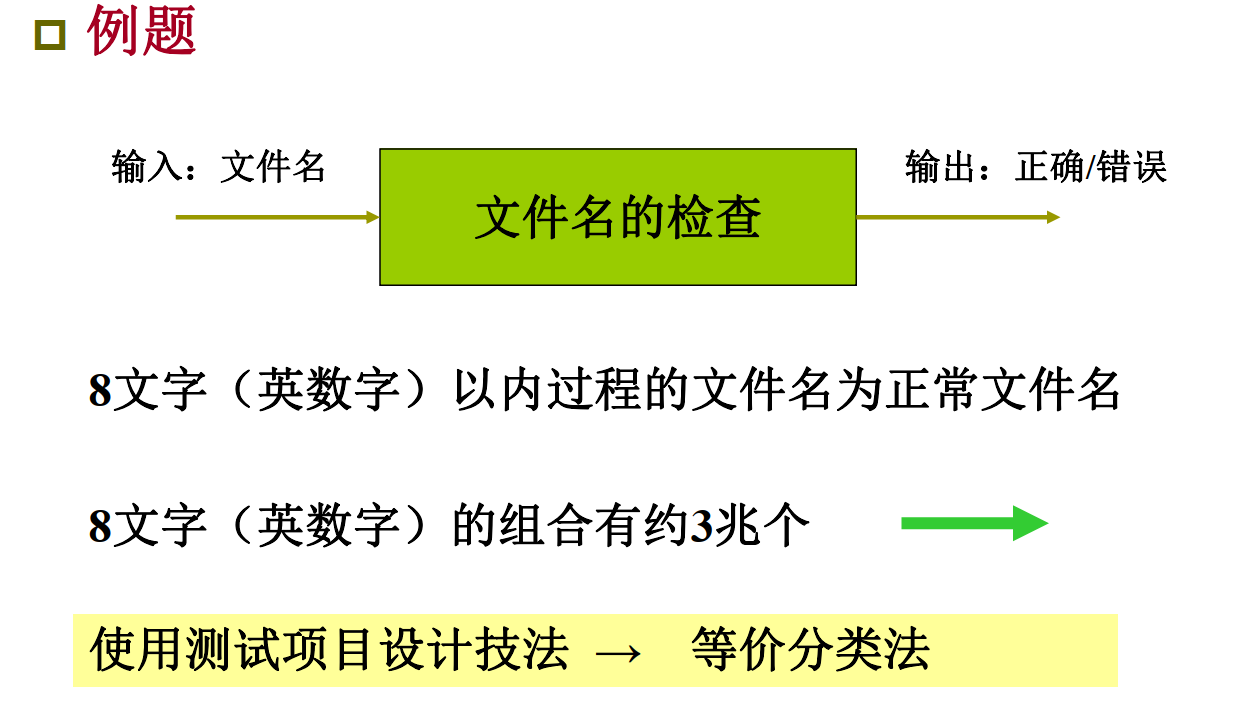 例题
输入：文件名
文件名的检查
输出：正确/错误
8文字（英数字）以内过程的文件名为正常文件名
8文字（英数字）的组合有约3兆个
使用测试项目设计技法 → 等价分类法